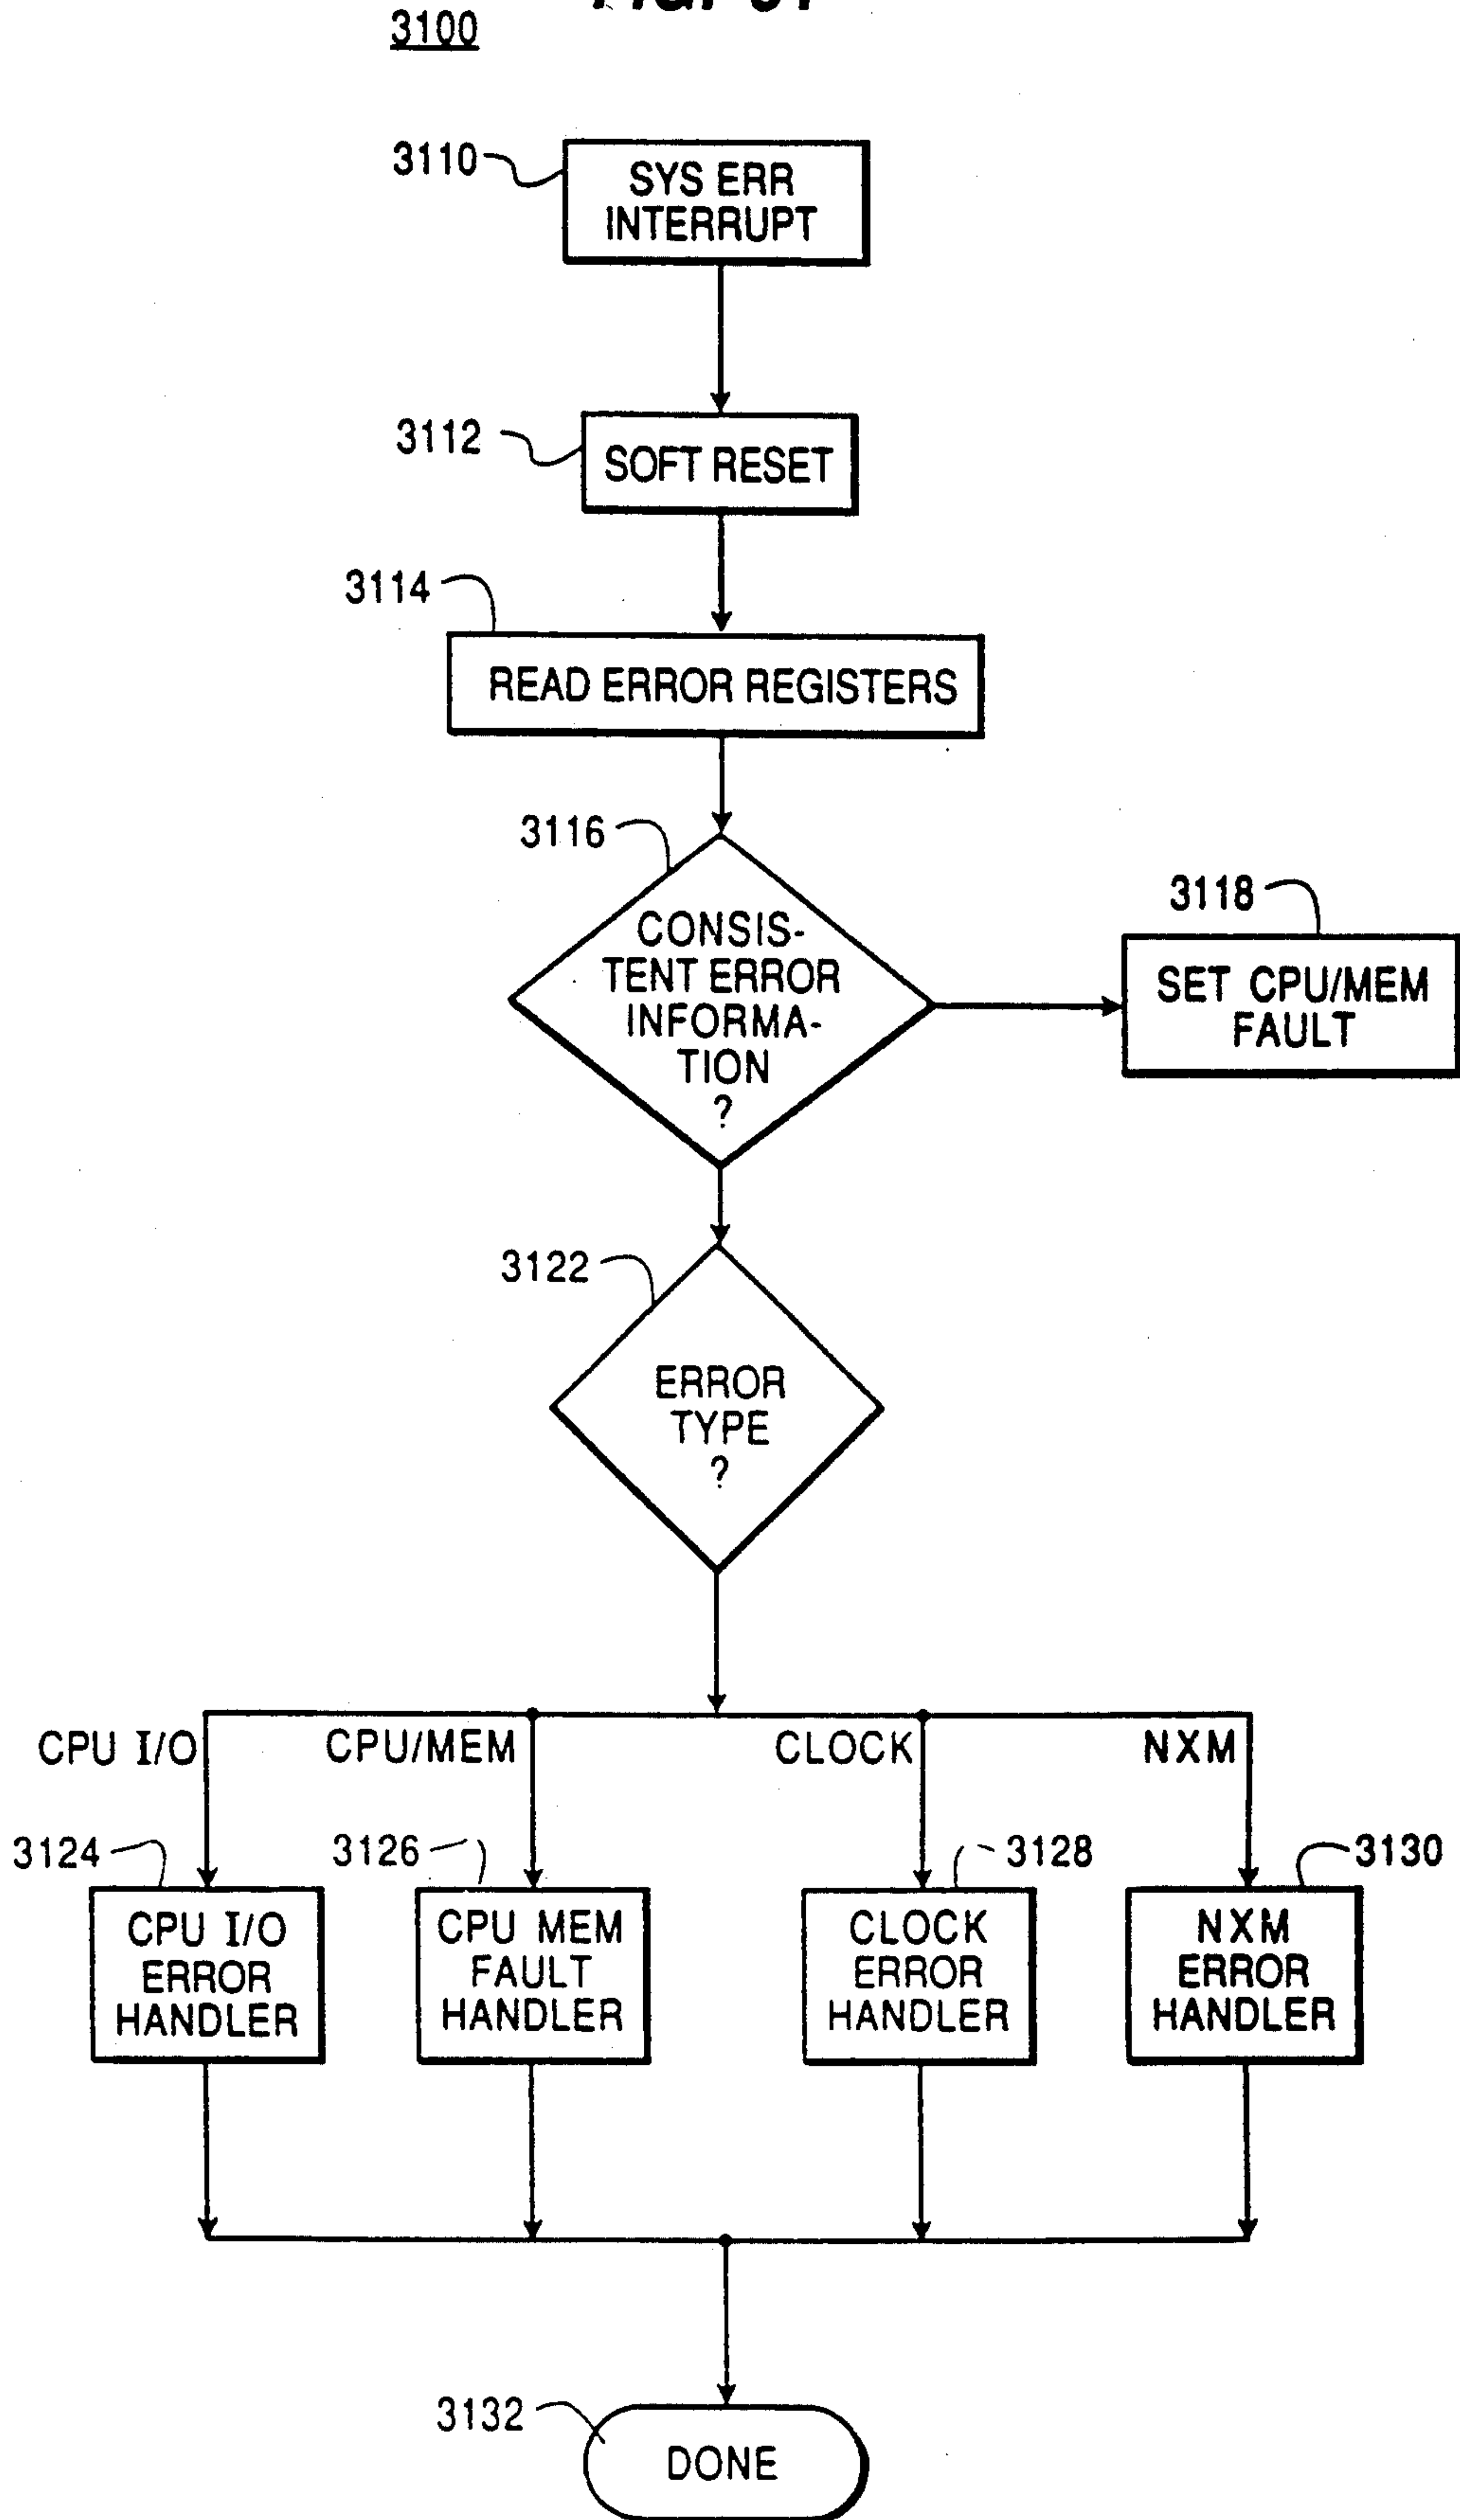 3100
3110
SYS ERR
INTERRUPT
3112
SOFT RESET
3114
READ ERROR REGISTERS
3116
CONSIS-
TENT ERROR
INFORMA-
TION
?
3118
SET CPU/MEM
FAULT
3122
ERROR
TYPE
?
CPU I/O
CPU/MEM
CLOCK
NXM
3124
3126
3128
3130
CPU I/O
ERROR
HANDLER
CPU MEM
FAULT
HANDLER
CLOCK
ERROR
HANDLER
NXM
ERROR
HANDLER
3132
DONE